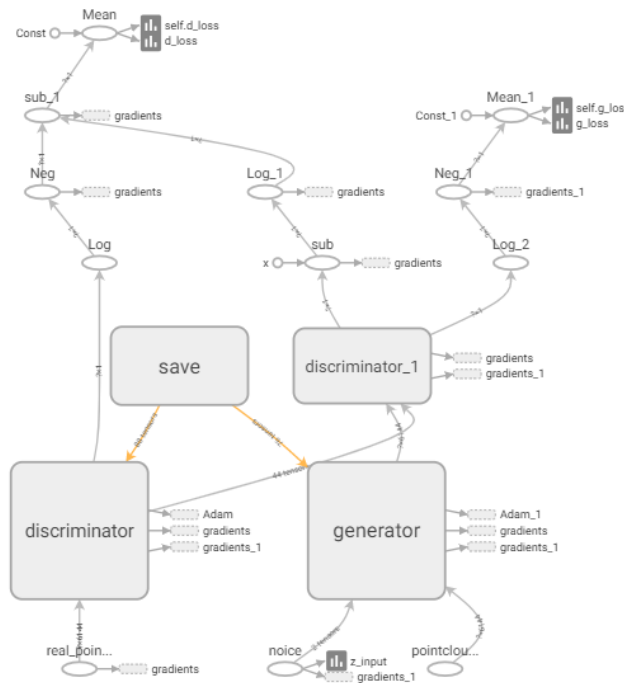 Mean
Const
self.d_loss
d_loss
sub_1
gradients
Mean_1
Const_1
self.g_los
g_loss
Neg
gradients
Log_1
gradients
Neg_1
gradients_1
Log
x
sub
gradients
Log_2
save
discriminator_1
gradients
gradients_1
44 tensor
discriminator
Adam
gradients
gradients_1
generator
Adam_1
gradients
gradients_1
real_poin...
gradients
noice
z_input
gradients_1
pointclou...